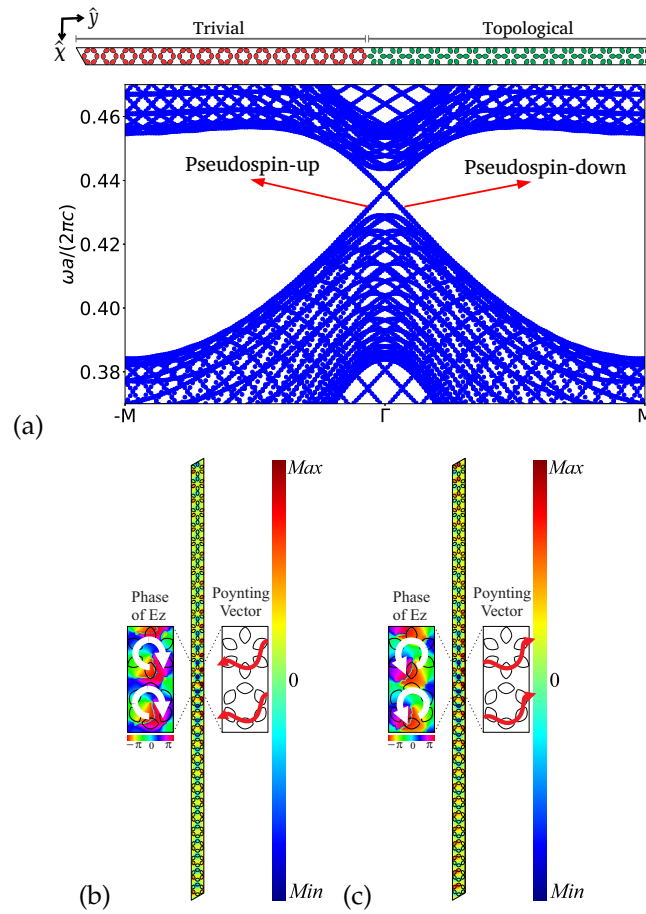 ŷ
x̂
Trivial Topological
0.46
0.44
0.42
0.40
0.38
ωa/(2πc)
Pseudospin-up
Pseudospin-down
-M Γ M
(a)
Max
Phase
of Ez
Poynting
Vector
0
−π 0 π
Min
(b)
Max
Phase
of Ez
Poynting
Vector
0
−π 0 π
Min
(c)